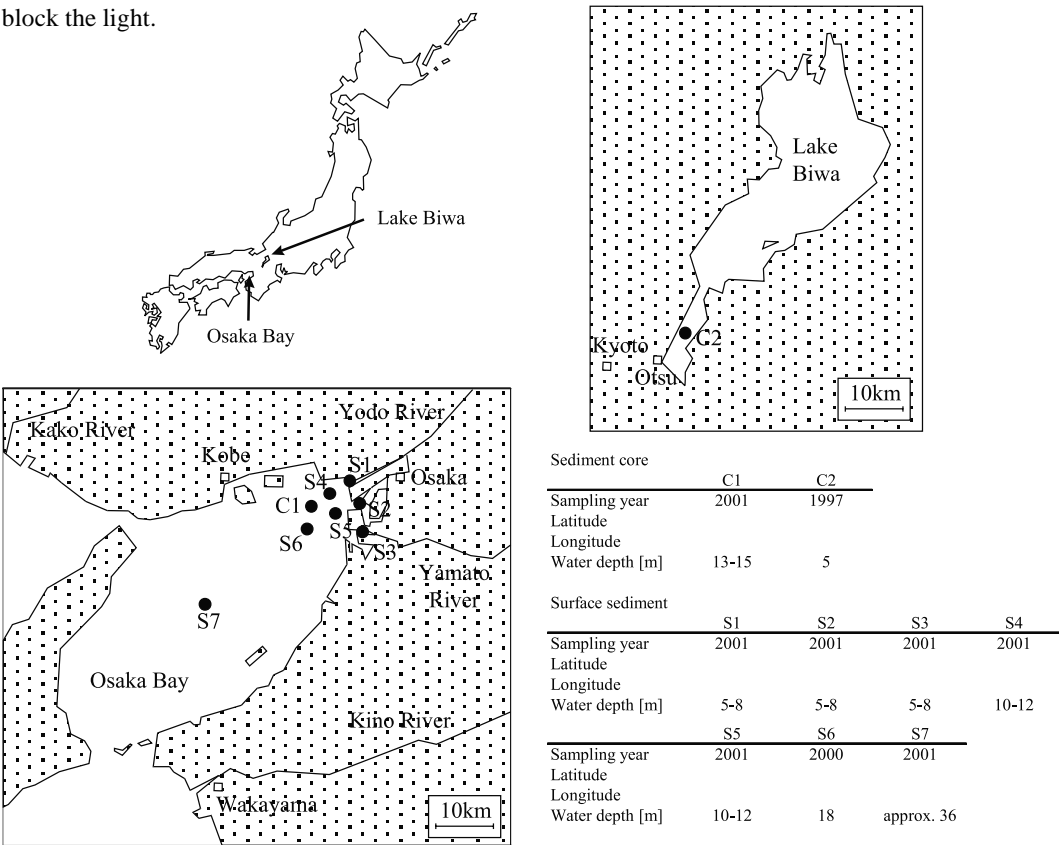 block the light.
Lake Biwa
Osaka Bay
Lake
Biwa
C2
Kyoto
Otsu
10km
Kako River
Yodo River
Kobe
Osaka
S1
S4
C1
S2
S5
S6
S3
Yamato
River
S7
Osaka Bay
Kino River
Wakayama
10km
Sediment core
C1 C2
Sampling year 2001 1997
Latitude
Longitude
Water depth [m] 13-15 5
Surface sediment
S1 S2 S3 S4
Sampling year 2001 2001 2001 2001
Latitude
Longitude
Water depth [m] 5-8 5-8 5-8 10-12
S5 S6 S7
Sampling year 2001 2000 2001
Latitude
Longitude
Water depth [m] 10-12 18 approx. 36